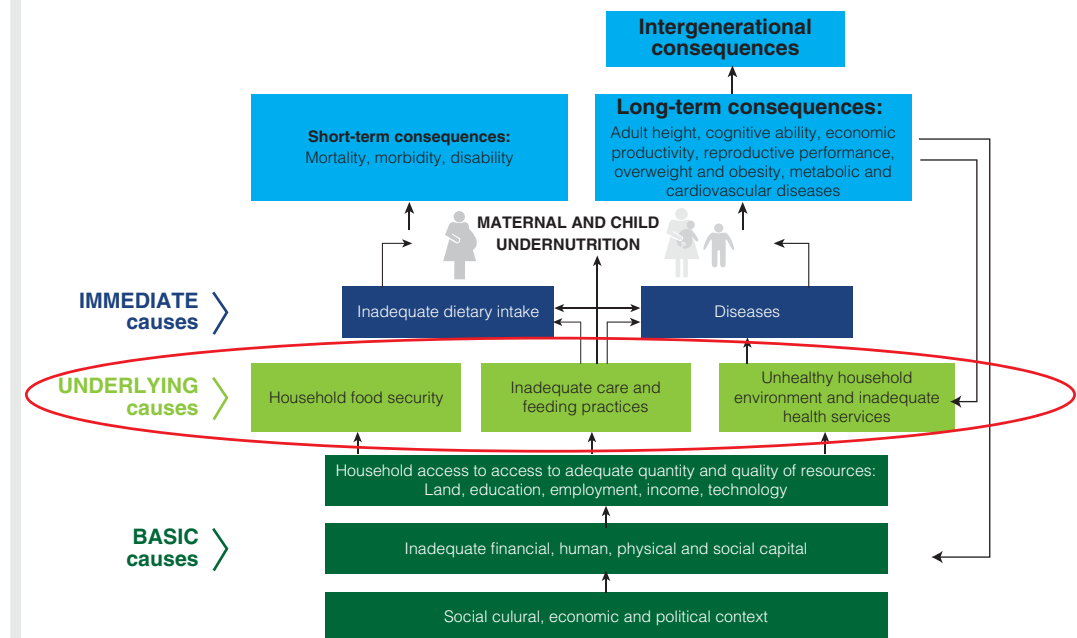 Intergenerational
consequences
Short-term consequences:
Mortality, morbidity, disability
Long-term consequences:
Adult height, cognitive ability, economic
productivity, reproductive performance,
overweight and obesity, metabolic and
cardiovascular diseases
MATERNAL AND CHILD
UNDERNUTRITION
IMMEDIATE
causes
Inadequate dietary intake
Diseases
UNDERLYING
causes
Household food security
Inadequate care and
feeding practices
Unhealthy household
environment and inadequate
health services
Household access to access to adequate quantity and quality of resources:
Land, education, employment, income, technology
BASIC
causes
Inadequate financial, human, physical and social capital
Social culural, economic and political context